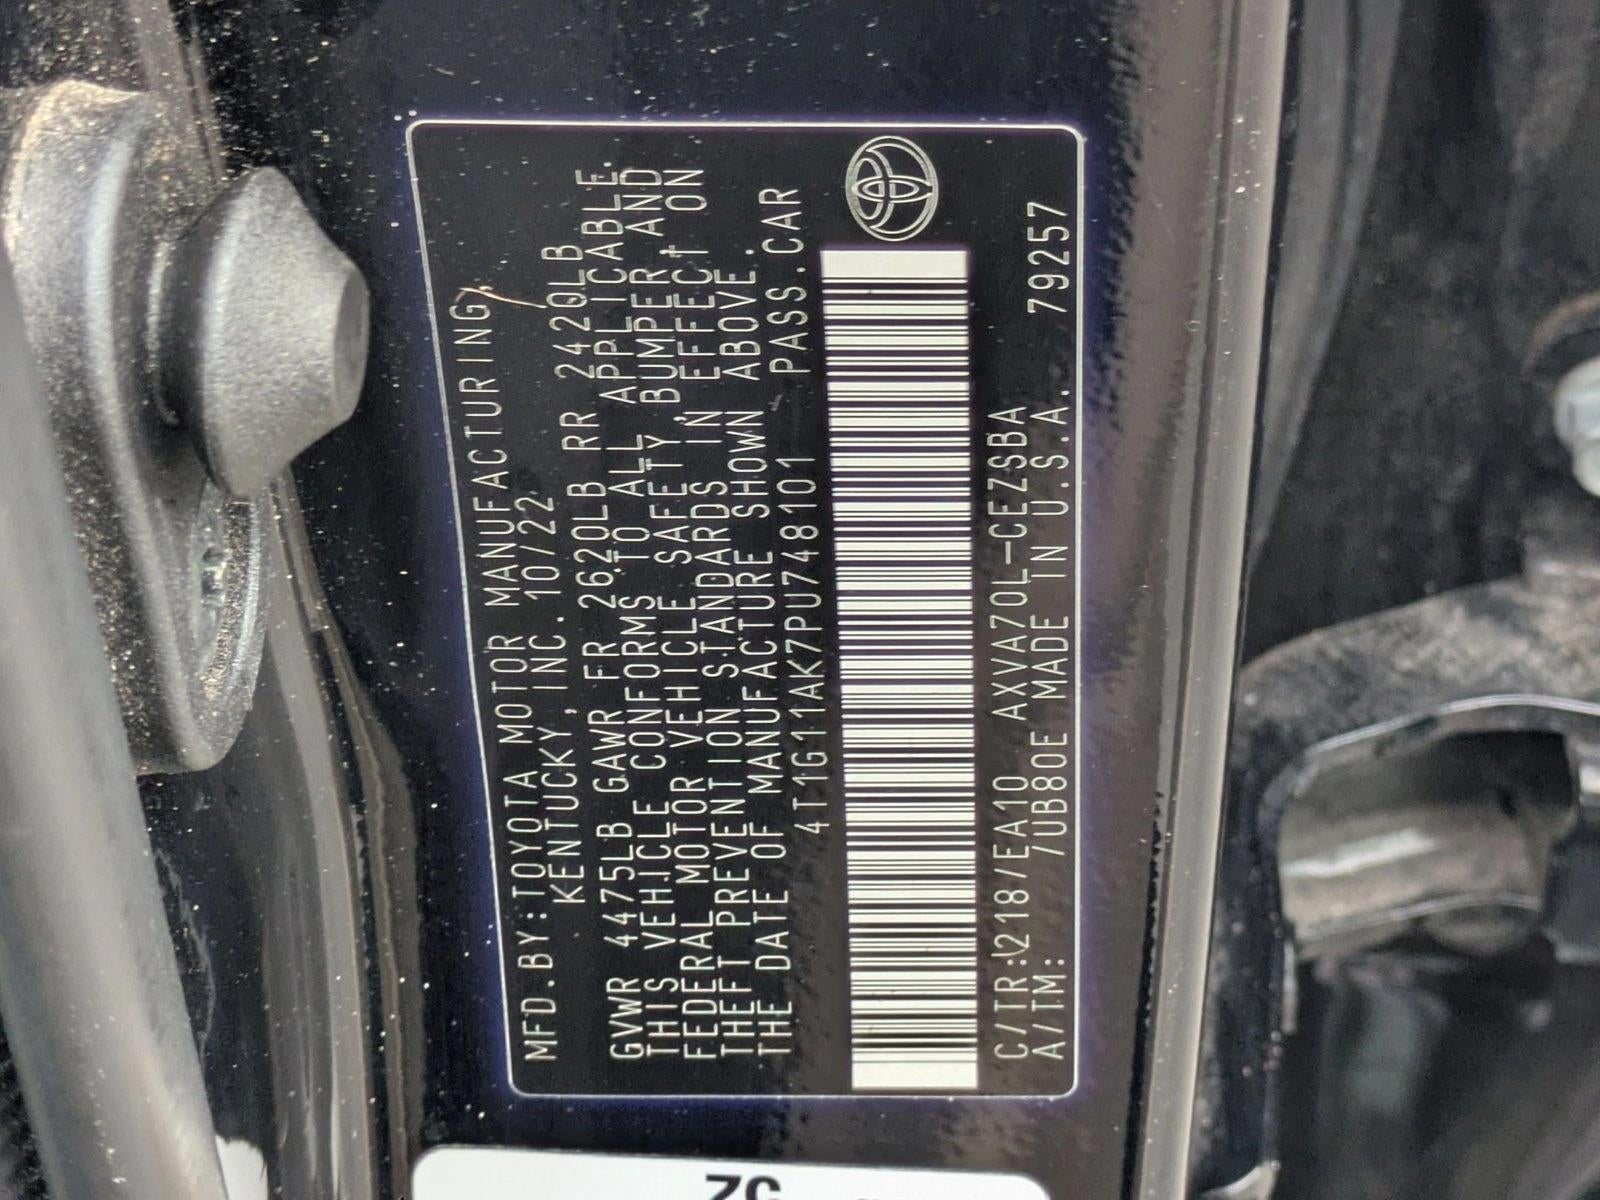 MFD.BY:TOYOTA MOTOR MANUFACTURING,
KENTUCKY,INC. 10/22
GVWR 4475LB GAWR FR 2620LB RR 2420LB
THIS VEHICLE CONFORMS TO ALL APPLICABLE
FEDERAL MOTOR VEHICLE SAFETY,BUMPER,AND
THEFT PREVENTION STANDARDS IN EFFECT ON
THE DATE OF MANUFACTURE SHOWN ABOVE.
4T1G11AK7PU748101 PASS.CAR
C/TR:218/EA10 AXVA70L-CEZSBA
A/TM: /UB80E MADE IN U.S.A. 79257